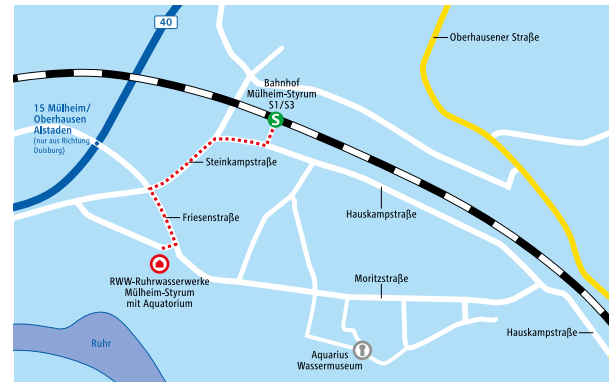 40
Oberhausener Straße
Bahnhof
Mülheim-Styrum
S1/S3
S
15 Mülheim/
Oberhausen
Alstaden
(nur aus Richtung
Duisburg)
Steinkampstraße
Friesenstraße
Hauskampstraße
RWW-Ruhrwasserwerke
Mülheim-Styrum
mit Aquatorium
Moritzstraße
Hauskampstraße
Ruhr
Aquarius
Wassermuseum